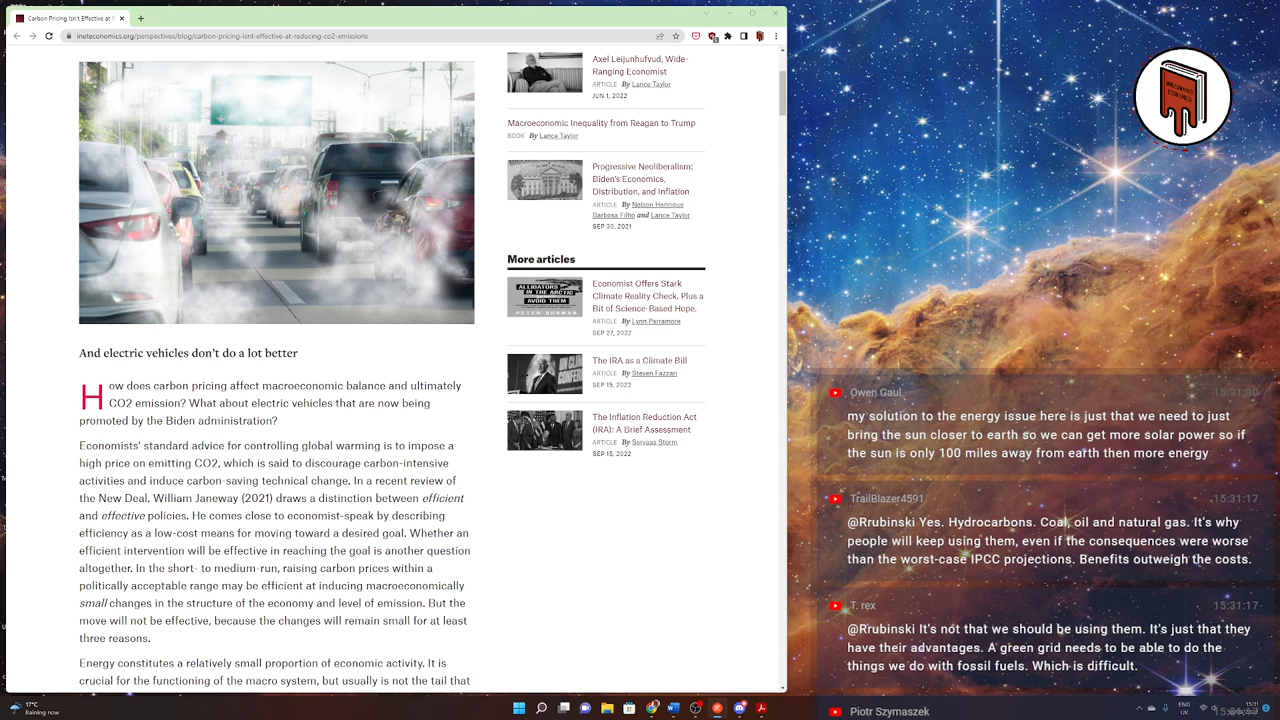 Carbon Pricing Isn't Effective at R
ineteconomics.org/perspectives/blog/carbon-pricing-isnt-effective-at-reducing-co2-emissions
And electric vehicles don't do a lot better
How does carbon pricing affect macroeconomic balance and ultimately
CO2 emission? What about electric vehicles that are now being
promoted by the Biden administration?
Economists' standard advice for controlling global warming is to impose a
high price on emitting CO2, which is said to discourage carbon-intensive
activities and induce carbon-saving technical change. In a recent review of
the New Deal, William Janeway (2021) draws a distinction between efficient
and effective policies. He comes close to economist-speak by describing
efficiency as a low-cost means for moving toward a desired goal. Whether an
efficient intervention will be effective in reaching the goal is another question
altogether. In the short- to medium-run, raising carbon prices within a
politically acceptable range may be efficient at inducing macroeconomically
small changes in the structure of the economy and level of emission. But the
move will not be effective, because the changes will remain small for at least
three reasons.
Energy constitutes a relatively small proportion of economic activity. It is
crucial for the functioning of the macro system, but usually is not the tail that
Axel Leijunhufvud, Wide-
Ranging Economist
ARTICLE By Lance Taylor
JUN 1, 2022
Macroeconomic Inequality from Reagan to Trump
BOOK By Lance Taylor
Progressive Neoliberalism:
Biden's Economics,
Distribution, and Inflation
ARTICLE By Nelson Henrique
Barbosa Filho and Lance Taylor
SEP 30, 2021
More articles
ALLIGATORS
IN THE ARCTIC
AVOID THEM
PETER DORMAN
Economist Offers Stark
Climate Reality Check. Plus a
Bit of Science-Based Hope.
ARTICLE By Lynn Parramore
SEP 27, 2022
The IRA as a Climate Bill
ARTICLE By Steven Fazzari
SEP 15, 2022
The Inflation Reduction Act
(IRA): A Brief Assessment
ARTICLE By Servaas Storm
SEP 15, 2022
UNLEARNING
ECONOMICS
Owen Gaul 15:31:30
my solution to the energy issue here is just that we need to just
bring the sun closer to earth so we can get more solar power so if
the sun is only 100 miles away from earth then more energy
TrailBlazer4591 15:31:17
@Rrubinski Yes. Hydrocarbons. Coal, oil and natural gas. It's why
people will keep using them, even if the consequences were worse
than the worst-case IPCC projections. Benefits outweigh the costs.
T. rex 15:31:17
@Rrubinski It's not that we should be using them. It's just that they
have their advantages. A green grid needs to be able to do the
things we do with fossil fuels. Which is difficult.
Piotr Szymaszek
17°C
Raining now
ENG
UK
15:31